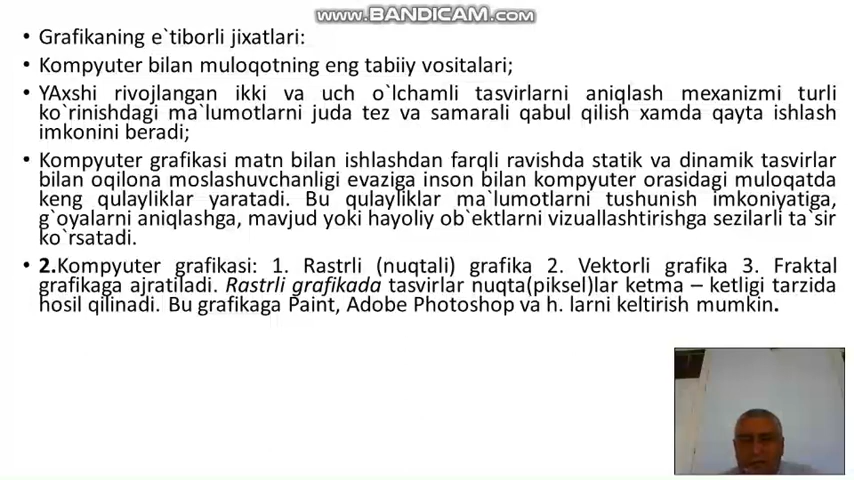 www.BANDICAM.com
• Grafikaning e`tiborli jixatlari:
• Kompyuter bilan muloqotning eng tabiiy vositalari;
• YAxshi rivojlangan ikki va uch o`lchamli tasvirlarni aniqlash mexanizmi turli
ko`rinishdagi ma`lumotlarni juda tez va samarali qabul qilish xamda qayta ishlash
imkonini beradi;
• Kompyuter grafikasi matn bilan ishlashdan farqli ravishda statik va dinamik tasvirlar
bilan oqilona moslashuvchanligi evaziga inson bilan kompyuter orasidagi muloqatda
keng qulayliklar yaratadi. Bu qulayliklar ma`lumotlarni tushunish imkoniyatiga,
g`oyalarni aniqlashga, mavjud yoki hayoliy ob`ektlarni vizuallashtirishga sezilarli ta`sir
ko`rsatadi.
• 2.Kompyuter grafikasi: 1. Rastrli (nuqtali) grafika 2. Vektorli grafika 3. Fraktal
grafikaga ajratiladi. Rastrli grafikada tasvirlar nuqta(piksel)lar ketma – ketligi tarzida
hosil qilinadi. Bu grafikaga Paint, Adobe Photoshop va h. larni keltirish mumkin.